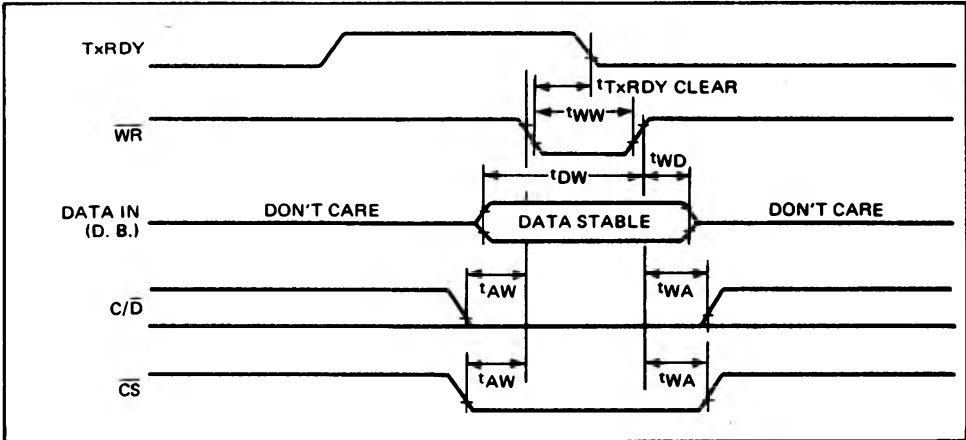 TxRDY
tTxRDY CLEAR
tWW
WR
tWD
tDW
DATA IN
(D. B.)
DON'T CARE
DATA STABLE
DON'T CARE
tAW
tWA
C/D
tAW
tWA
CS